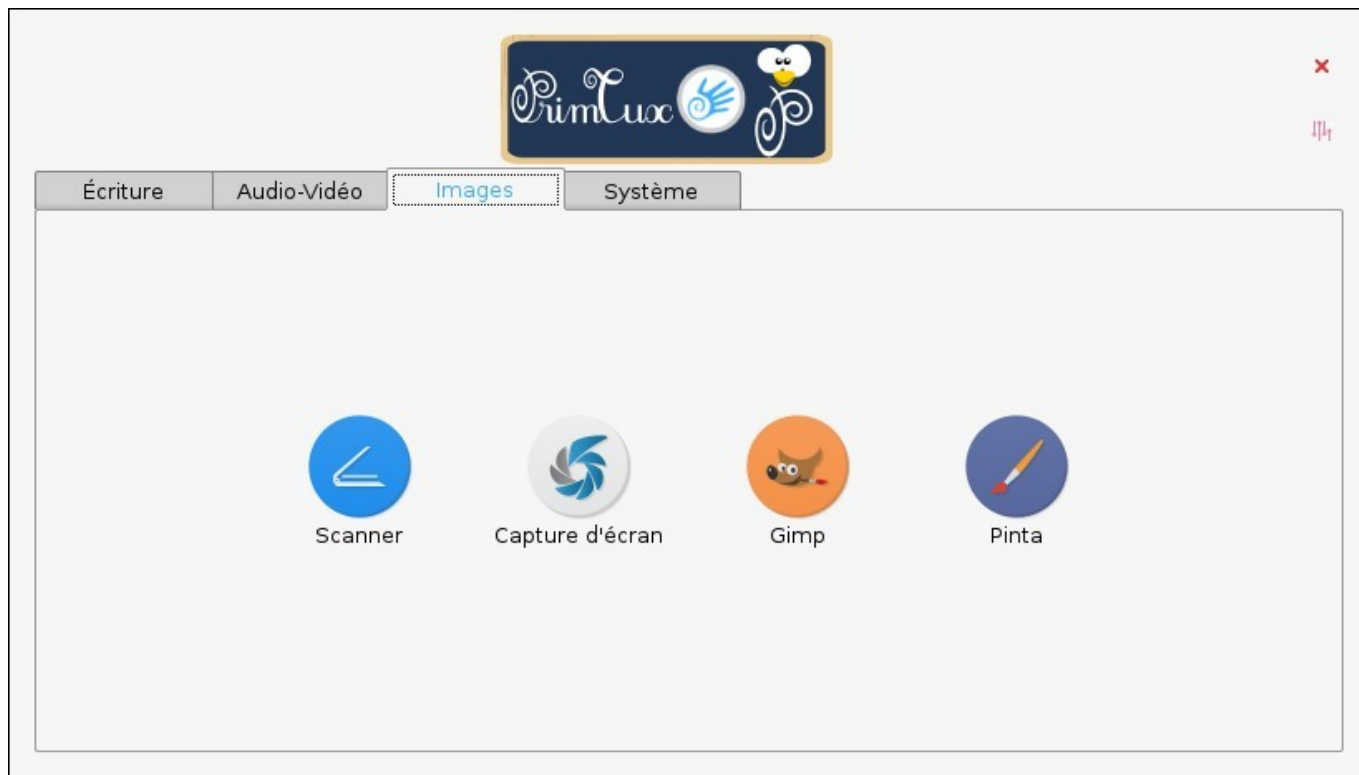 PrimTux
Écriture
Audio-Vidéo
Images
Système
Scanner
Capture d'écran
Gimp
Pinta